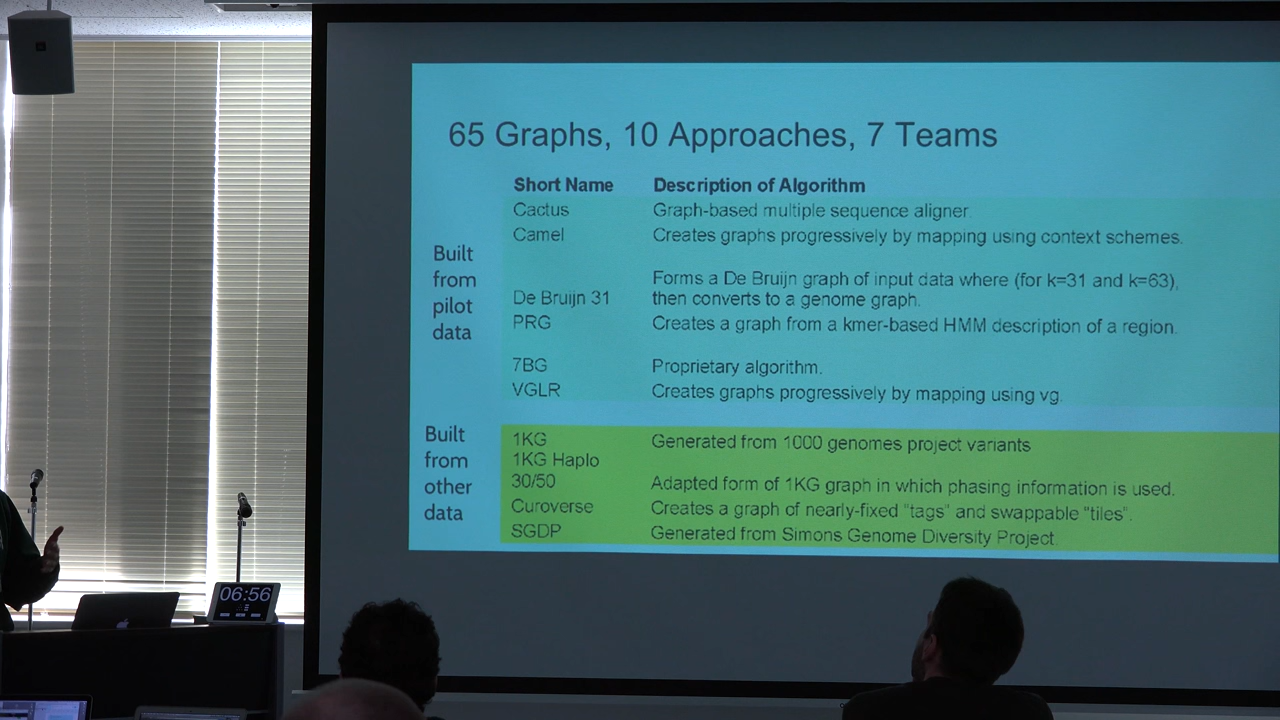 65 Graphs, 10 Approaches, 7 Teams
Short Name Description of Algorithm
Built from pilot data
Cactus Graph-based multiple sequence aligner.
Camel Creates graphs progressively by mapping using context schemes.
De Bruijn 31 Forms a De Bruijn graph of input data where (for k=31 and k=63),
then converts to a genome graph.
PRG Creates a graph from a kmer-based HMM description of a region.
7BG Proprietary algorithm.
VGLR Creates graphs progressively by mapping using vg.
Built from other data
1KG Generated from 1000 genomes project variants
1KG Haplo
30/50 Adapted form of 1KG graph in which phasing information is used.
Curoverse Creates a graph of nearly-fixed "tags" and swappable "tiles".
SGDP Generated from Simons Genome Diversity Project.
06:56